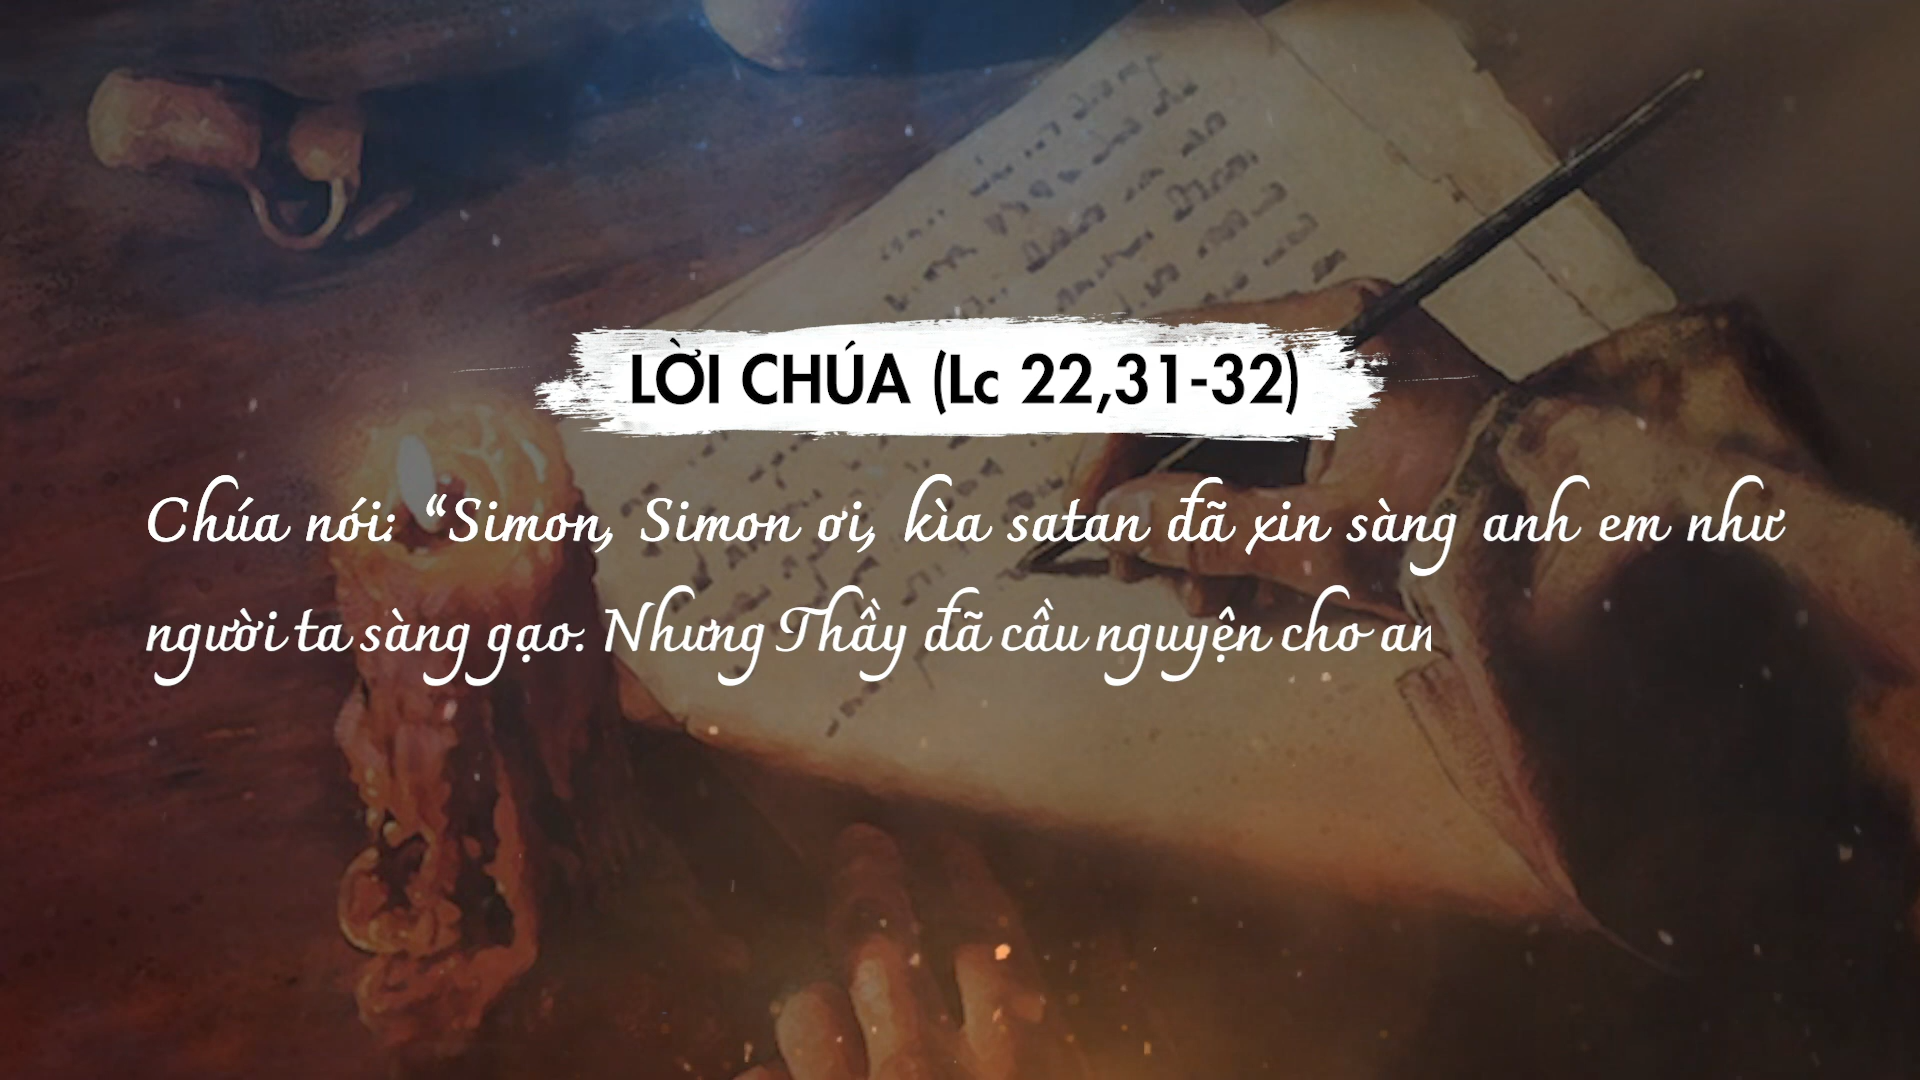 LỜI CHÚA (Lc 22,31-32)
Chúa nói: “Simon, Simon ơi, kìa satan đã xin sàng anh em như
người ta sàng gạo. Nhưng Thầy đã cầu nguyện cho an